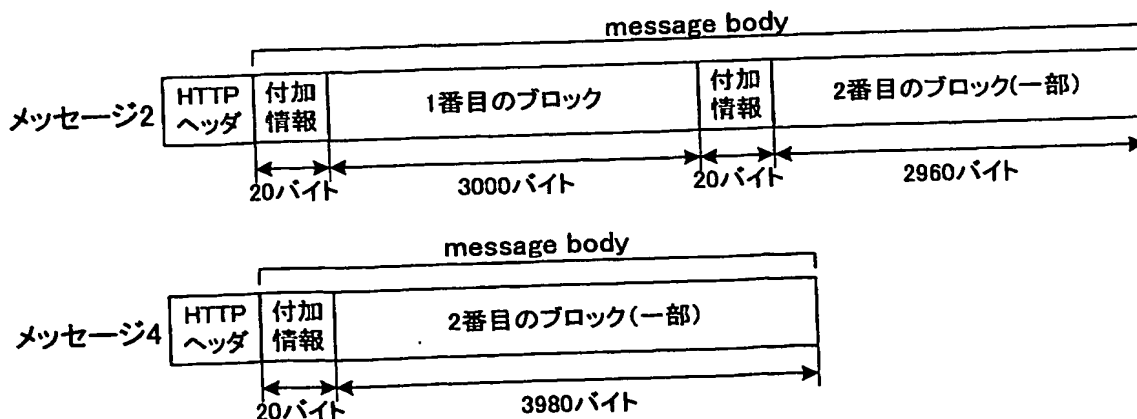 message body
メッセージ2
HTTP
ヘッダ
付加
情報
1番目のブロック
付加
情報
2番目のブロック(一部)
20バイト
3000バイト
20バイト
2960バイト
message body
メッセージ4
HTTP
ヘッダ
付加
情報
2番目のブロック(一部)
20バイト
3980バイト